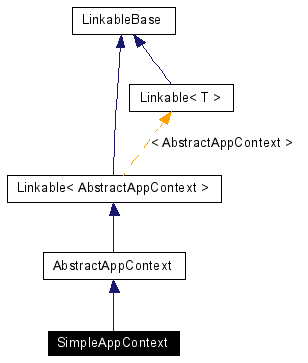 LinkableBase
Linkable< T >
< AbstractAppContext >
Linkable< AbstractAppContext >
AbstractAppContext
SimpleAppContext